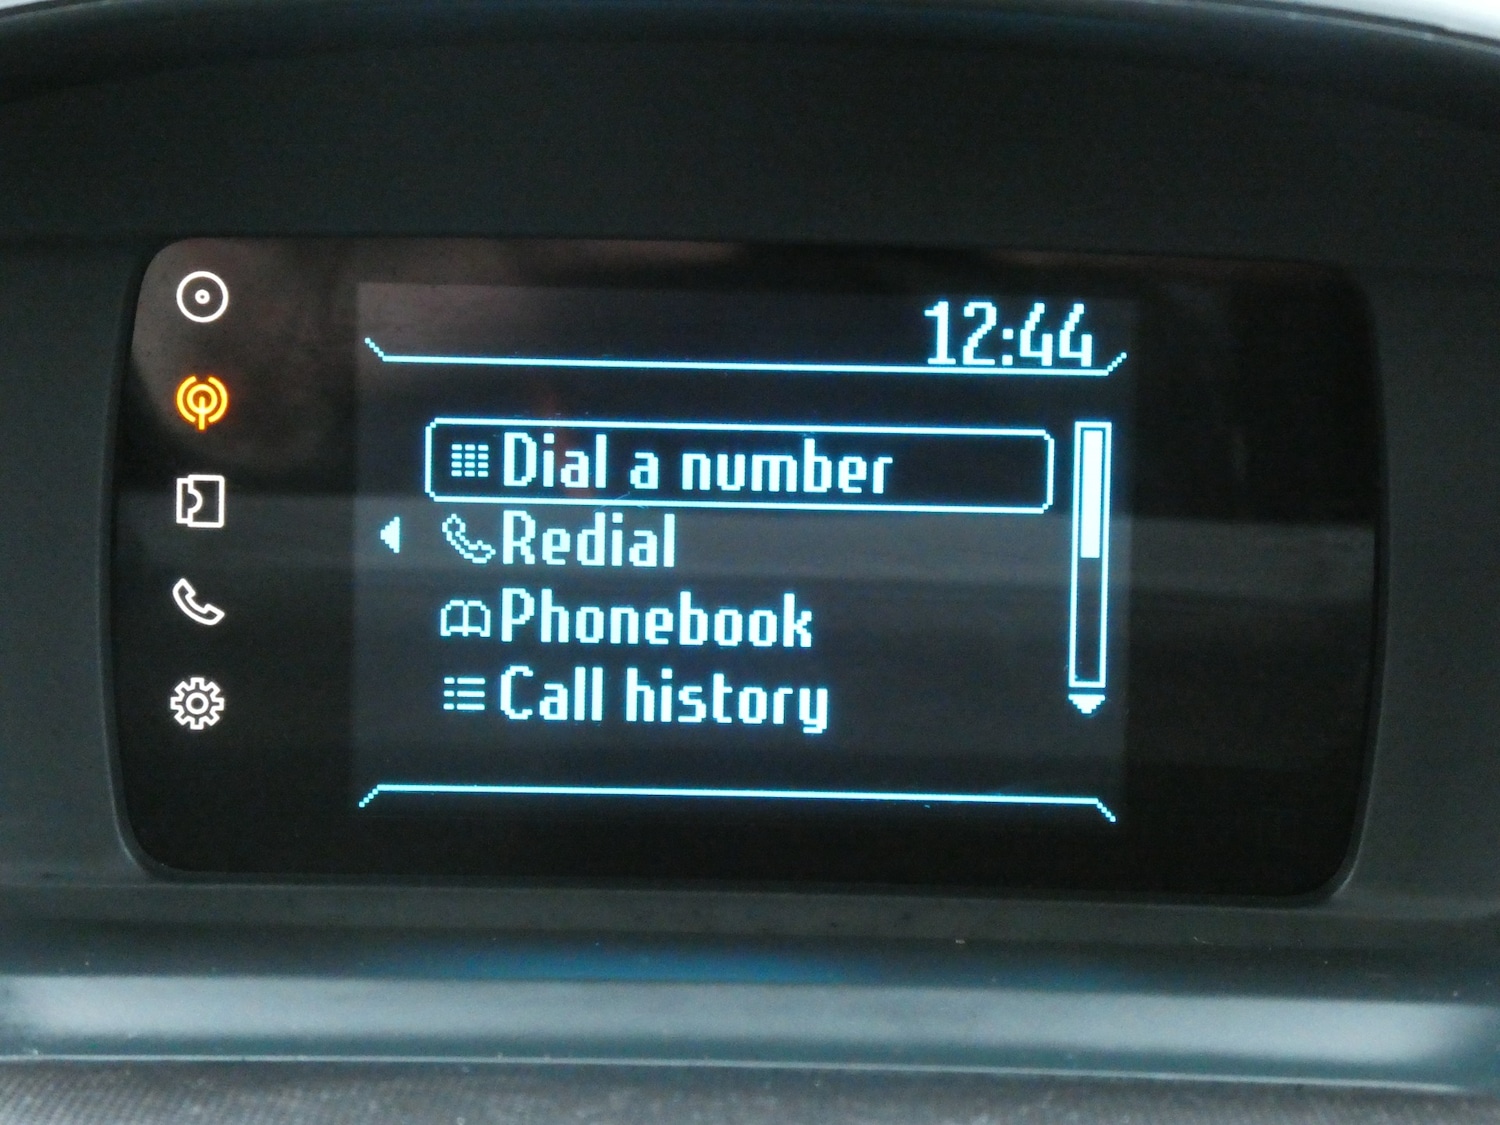 12:44
Dial a number
Redial
Phonebook
Call history